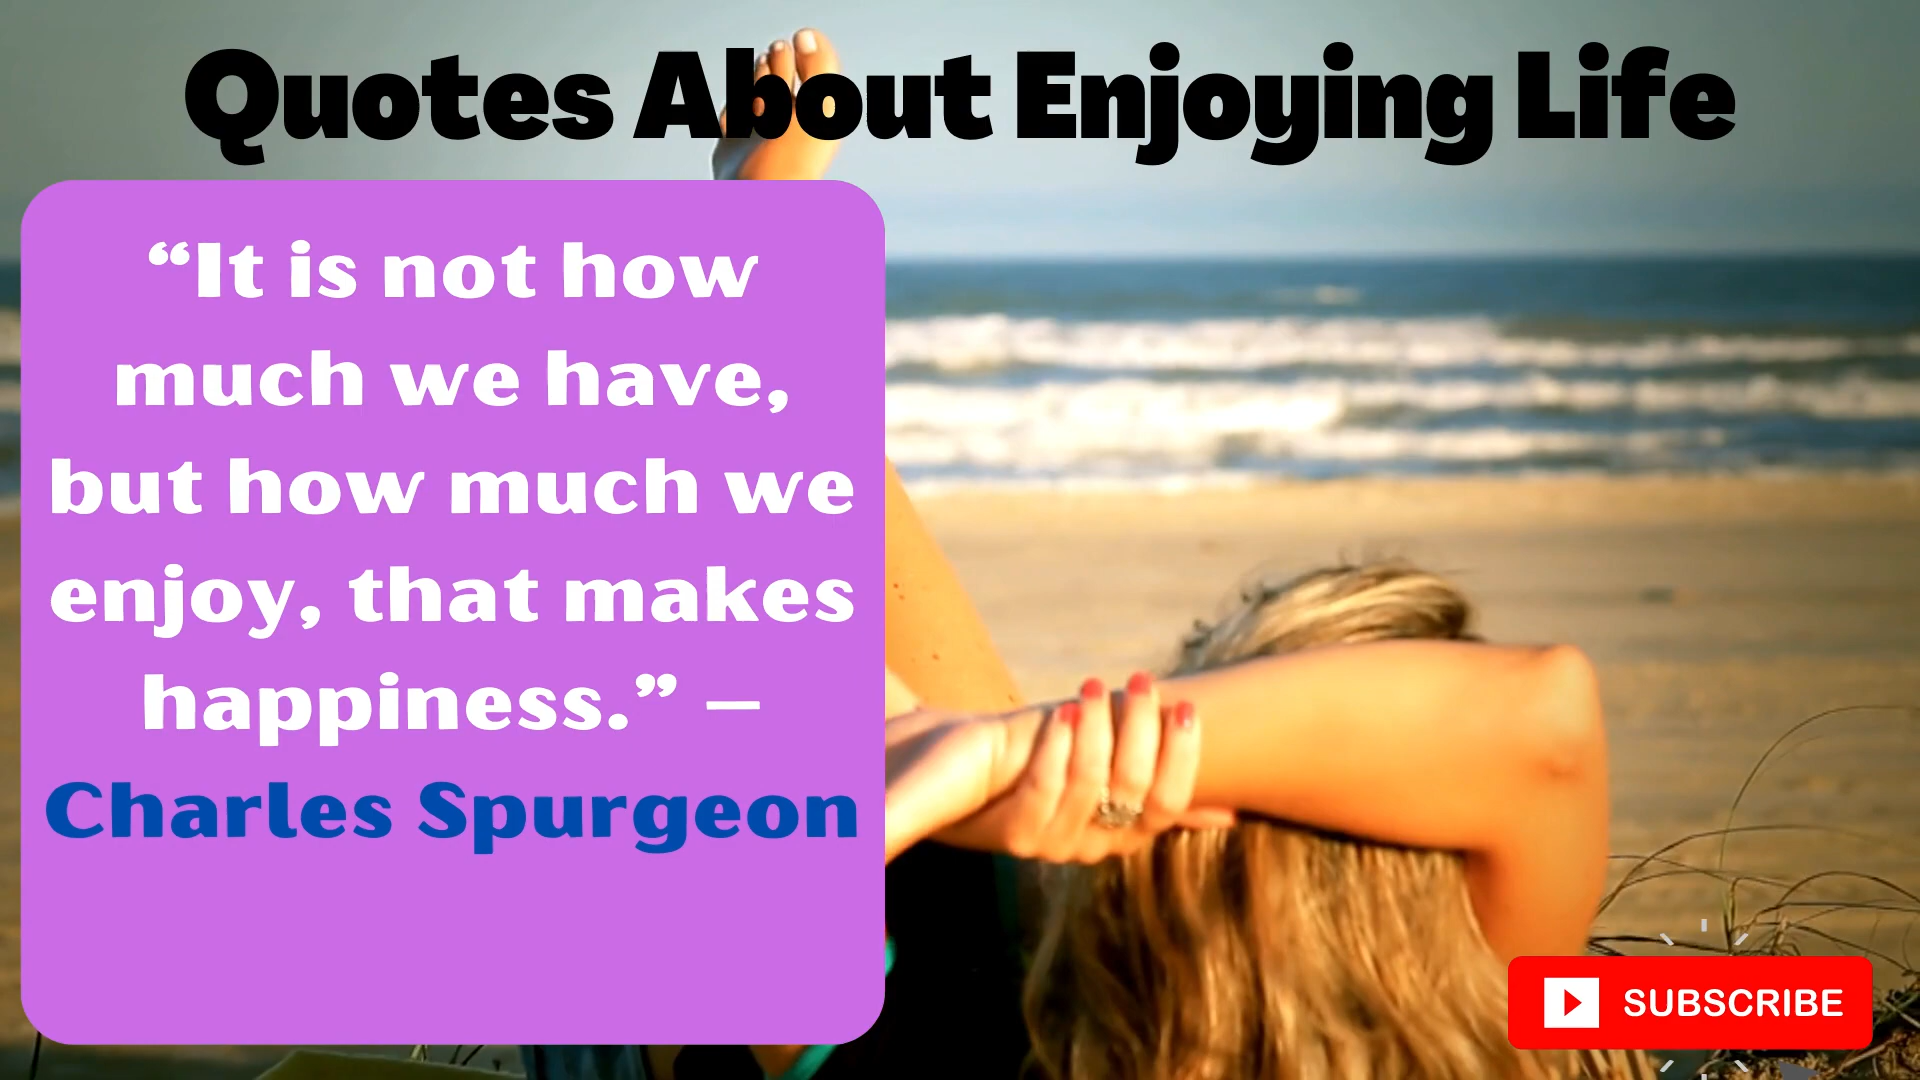 Quotes About Enjoying Life
“It is not how
much we have,
but how much we
enjoy, that makes
happiness.” –
Charles Spurgeon
SUBSCRIBE